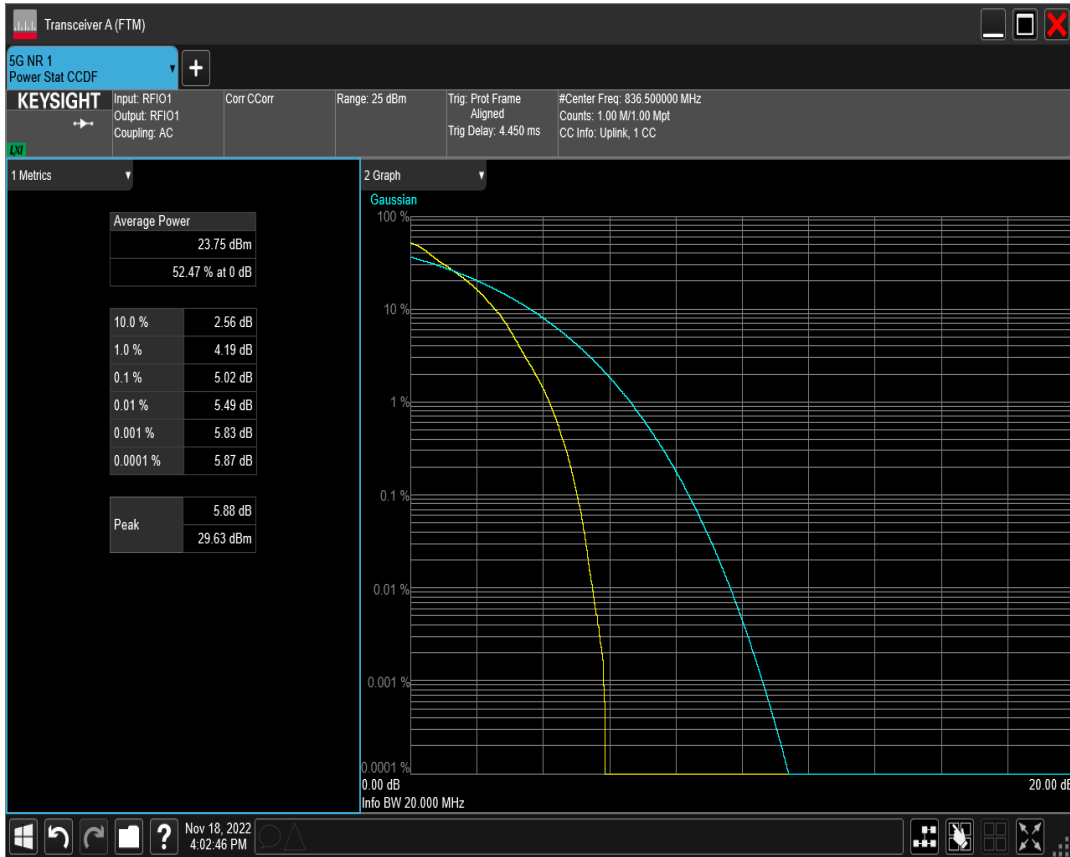 Transceiver A (FTM)
5G NR 1
Power Stat CCDF
+
KEYSIGHT
LXI
Input: RFIO1
Output: RFIO1
Coupling: AC
Corr CCorr
Range: 25 dBm
Trig: Prot Frame
Aligned
Trig Delay: 4.450 ms
#Center Freq: 836.500000 MHz
Counts: 1.00 M/1.00 Mpt
CC Info: Uplink, 1 CC
1 Metrics
Average Power
23.75 dBm
52.47 % at 0 dB
10.0 % 2.56 dB
1.0 % 4.19 dB
0.1 % 5.02 dB
0.01 % 5.49 dB
0.001 % 5.83 dB
0.0001 % 5.87 dB
Peak 5.88 dB
29.63 dBm
2 Graph
Gaussian
100 %
10 %
1 %
0.1 %
0.01 %
0.001 %
0.0001 %
0.00 dB 20.00 dB
Info BW 20.000 MHz
?
Nov 18, 2022
4:02:46 PM